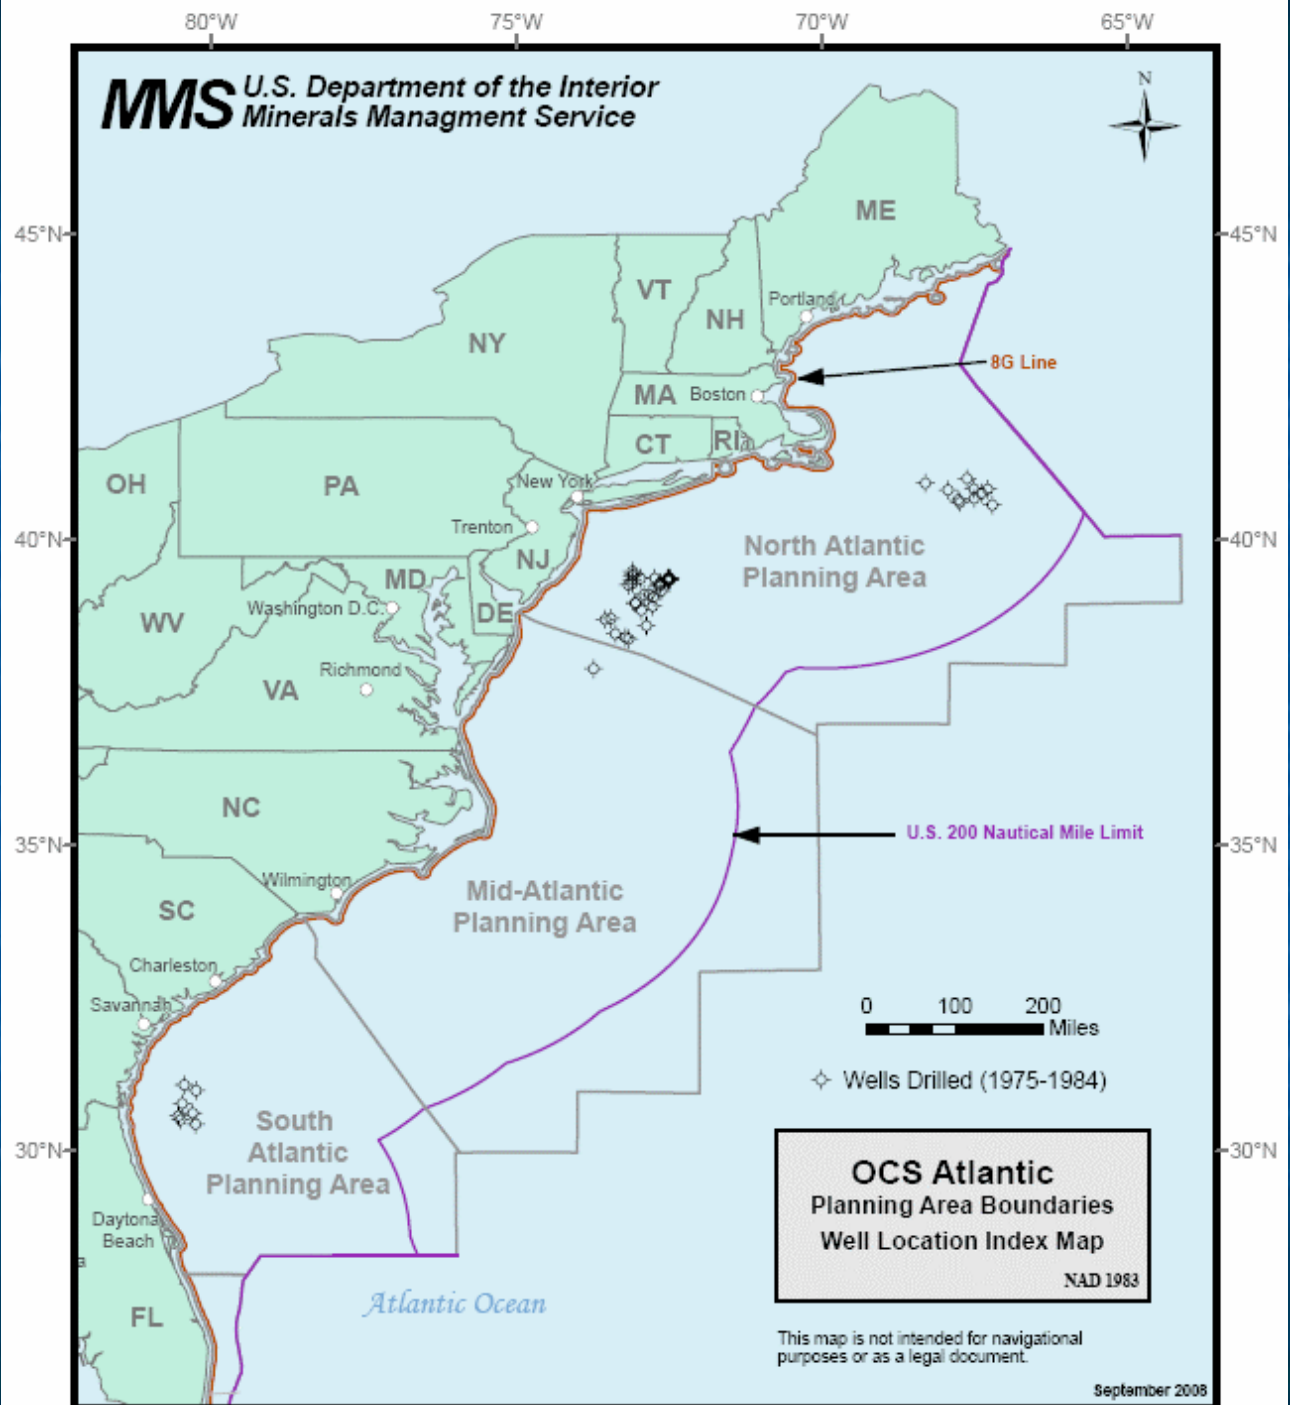 80°W 75°W 70°W 65°W
MMS U.S. Department of the Interior
Minerals Managment Service
N
ME
45°N 45°N
VT
Portland
NH
NY
8G Line
MA Boston
CT RI
OH PA New York
Trenton
40°N 40°N
NJ
North Atlantic
Planning Area
MD
Washington D.C.
DE
WV
Richmond
VA
NC
U.S. 200 Nautical Mile Limit
35°N 35°N
Wilmington
Mid-Atlantic
Planning Area
SC
Charleston
Savannah
0 100 200
Miles
Wells Drilled (1975-1984)
South
Atlantic
Planning Area
30°N 30°N
OCS Atlantic
Planning Area Boundaries
Well Location Index Map
NAD 1983
Daytona
Beach
a
Atlantic Ocean
FL
This map is not intended for navigational
purposes or as a legal document.
September 2008